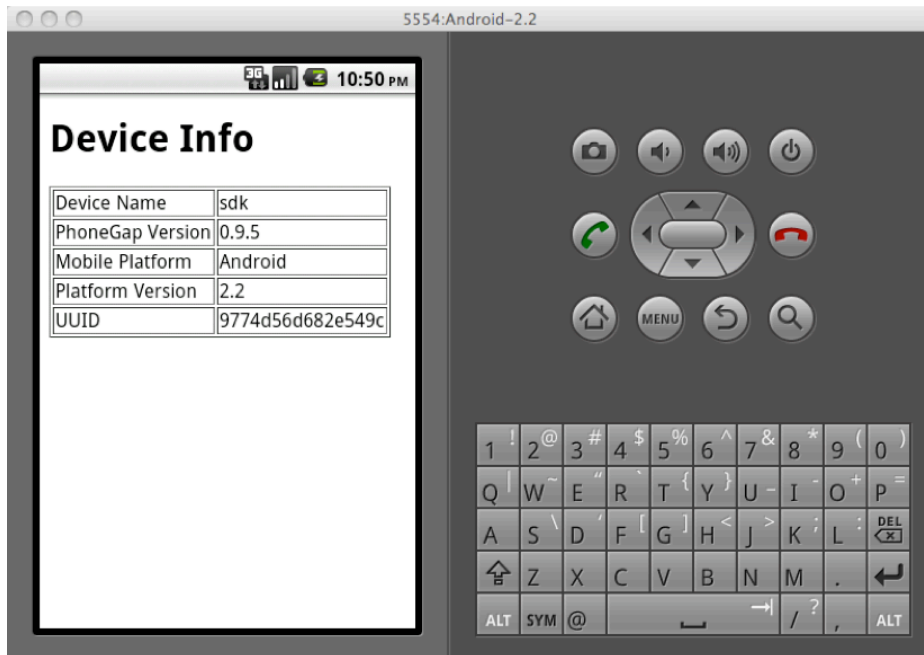 5554:Android-2.2
3G 10:50 PM
Device Info
Device Name sdk
PhoneGap Version 0.9.5
Mobile Platform Android
Platform Version 2.2
UUID 9774d56d682e549c
MENU
1 ! 2 @ 3 # 4 $ 5 % 6 ^ 7 & 8 * 9 ( 0 )
Q | W ~ E " R ` T { Y } U _ I - O + P =
A S \ D ' F [ G ] H < J > K ; L : DEL
Z X C V B N M .
ALT SYM @ / ? , ALT